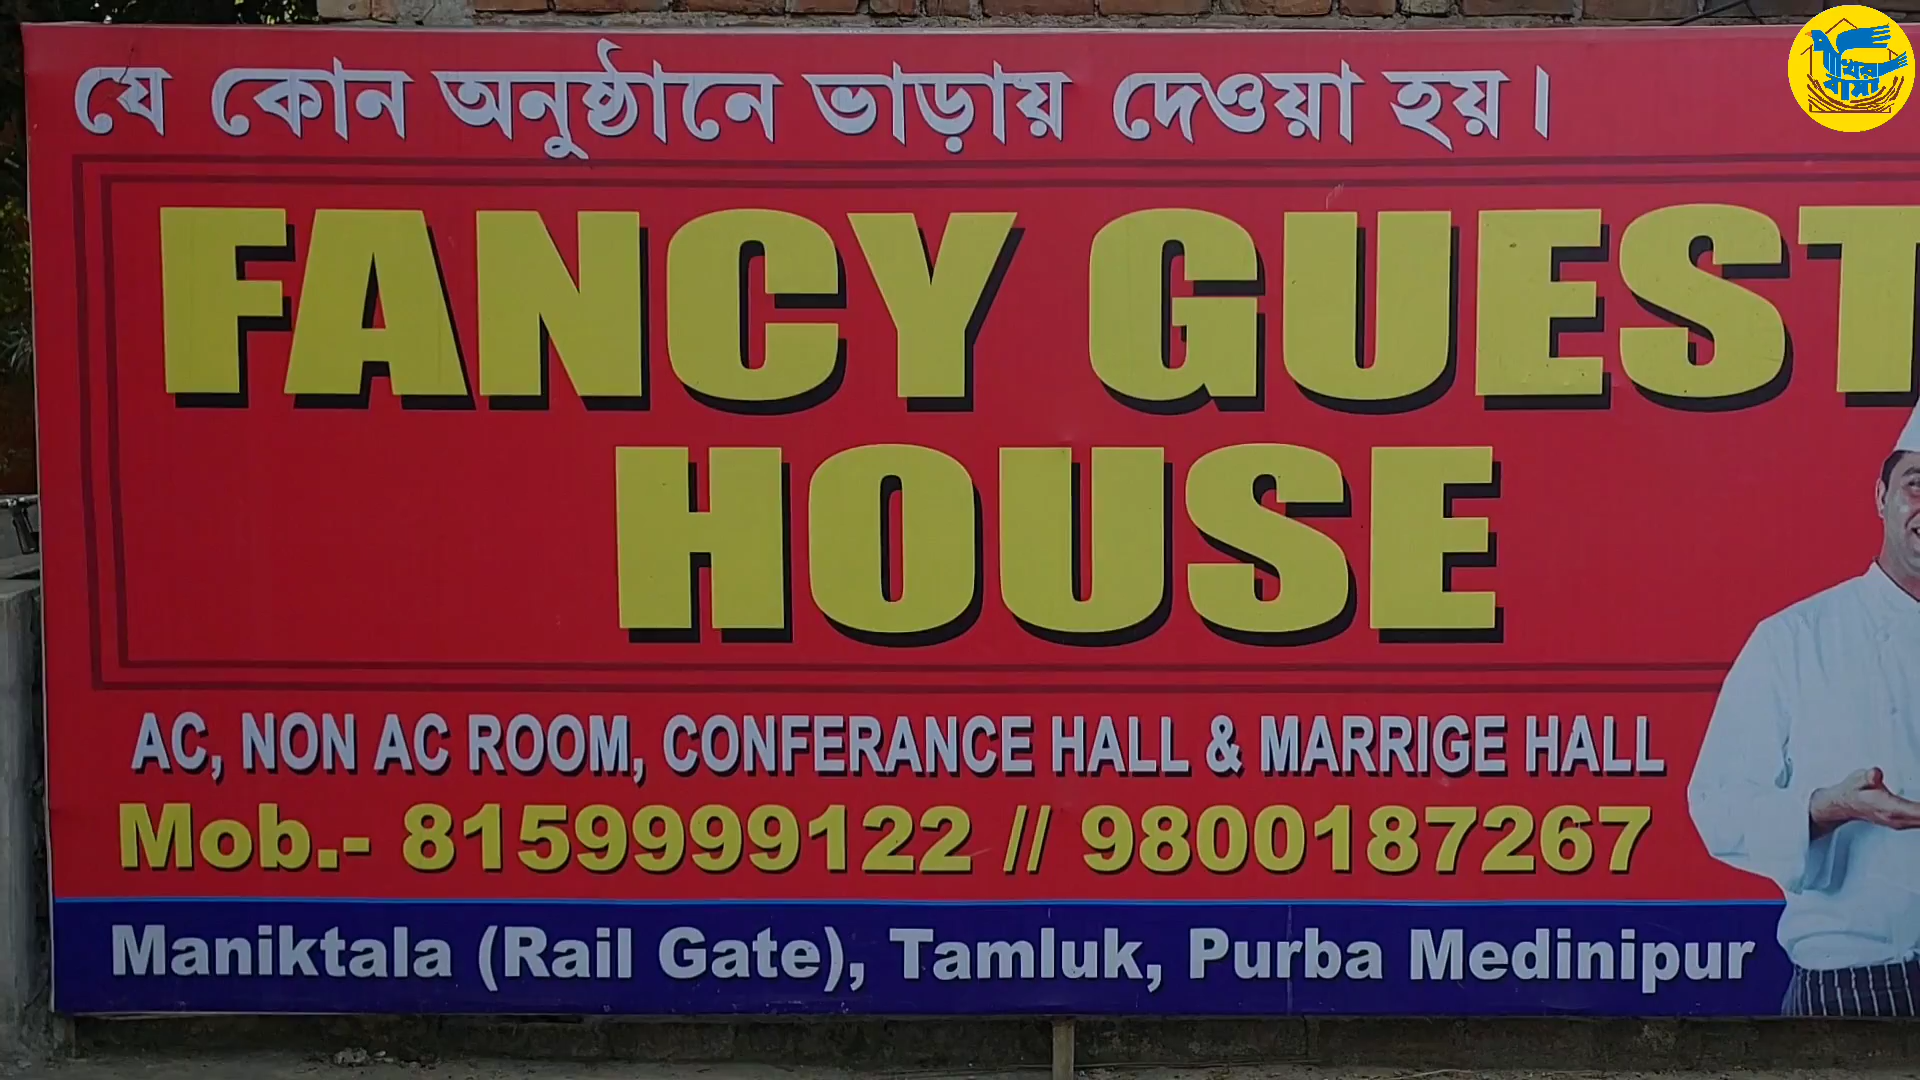 যে কোন অনুষ্ঠানে ভাড়ায় দেওয়া হয়।
FANCY GUEST
HOUSE
AC, NON AC ROOM, CONFERANCE HALL & MARRIGE HALL
Mob.- 8159999122 // 9800187267
Maniktala (Rail Gate), Tamluk, Purba Medinipur
পাখির বাসা